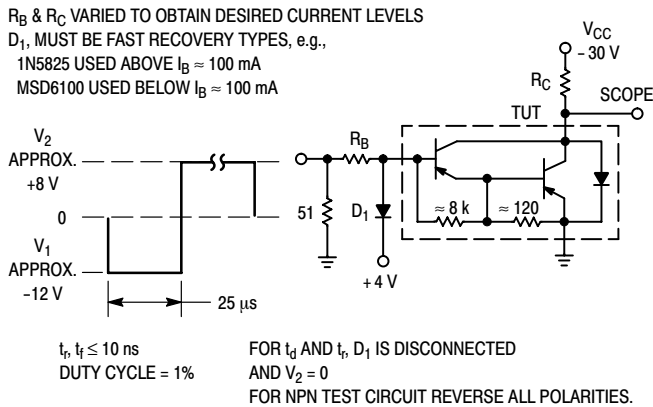 R_B & R_C VARIED TO OBTAIN DESIRED CURRENT LEVELS
D_1, MUST BE FAST RECOVERY TYPES, e.g.,
1N5825 USED ABOVE I_B ≈ 100 mA
MSD6100 USED BELOW I_B ≈ 100 mA
V_CC
– 30 V
R_C
SCOPE
TUT
V_2
APPROX.
+8 V
0
V_1
APPROX.
–12 V
R_B
51
D_1
≈ 8 k
≈ 120
+ 4 V
25 μs
t_r, t_f ≤ 10 ns
DUTY CYCLE = 1%
FOR t_d AND t_r, D_1 IS DISCONNECTED
AND V_2 = 0
FOR NPN TEST CIRCUIT REVERSE ALL POLARITIES.